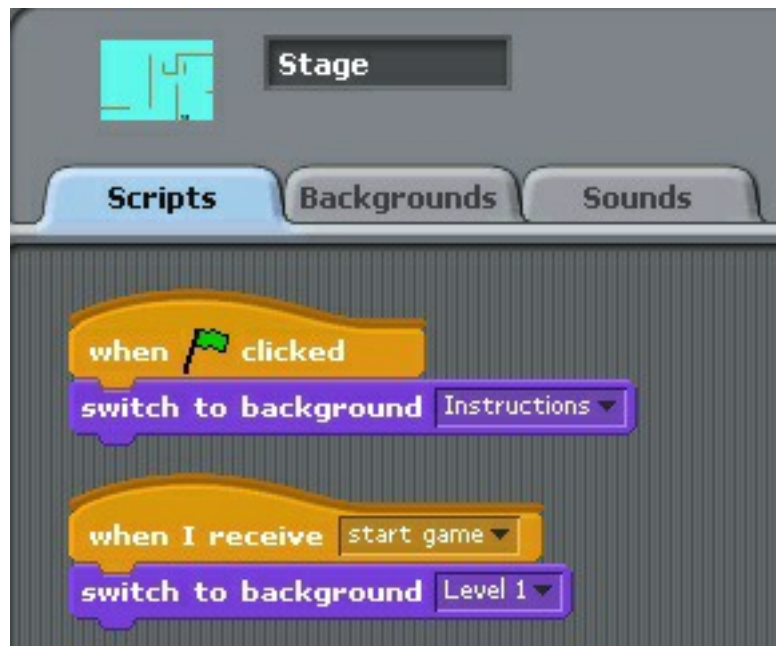 Stage
Scripts Backgrounds Sounds
when clicked
switch to background Instructions
when I receive start game
switch to background Level 1